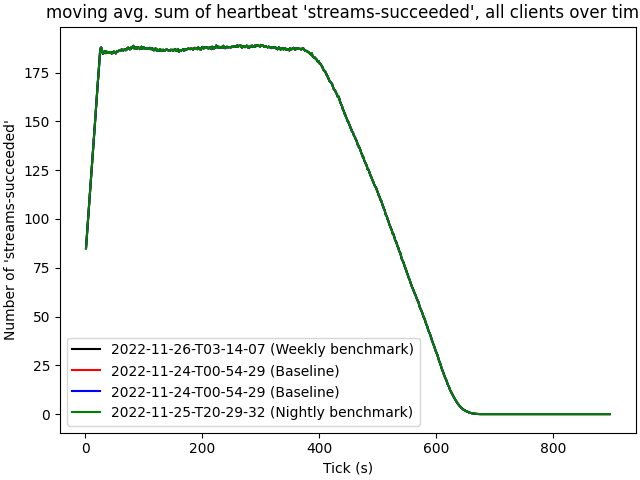 moving avg. sum of heartbeat 'streams-succeeded', all clients over tim
Number of 'streams-succeeded'
175
150
125
100
75
50
25
0
2022-11-26-T03-14-07 (Weekly benchmark)
2022-11-24-T00-54-29 (Baseline)
2022-11-24-T00-54-29 (Baseline)
2022-11-25-T20-29-32 (Nightly benchmark)
0 200 400 600 800
Tick (s)